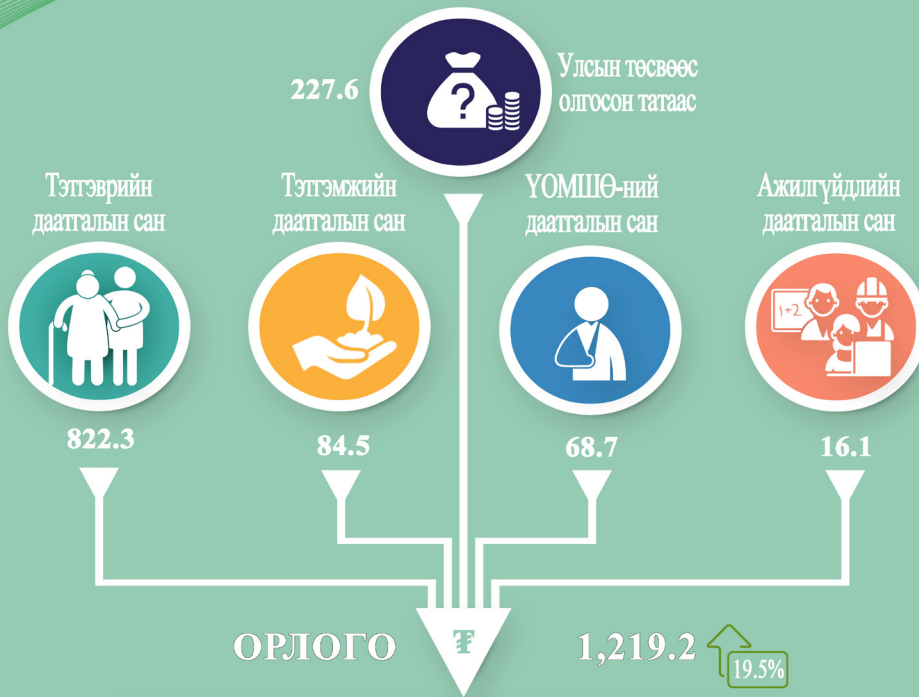 227.6
Улсын төсвөөс
олгосон татаас
Тэтгэврийн
даатгалын сан
Тэтгэмжийн
даатгалын сан
ҮОМШӨ-ний
даатгалын сан
Ажилгүйдлийн
даатгалын сан
?
1+2
822.3
84.5
68.7
16.1
ОРЛОГО
₮
1,219.2
19.5%